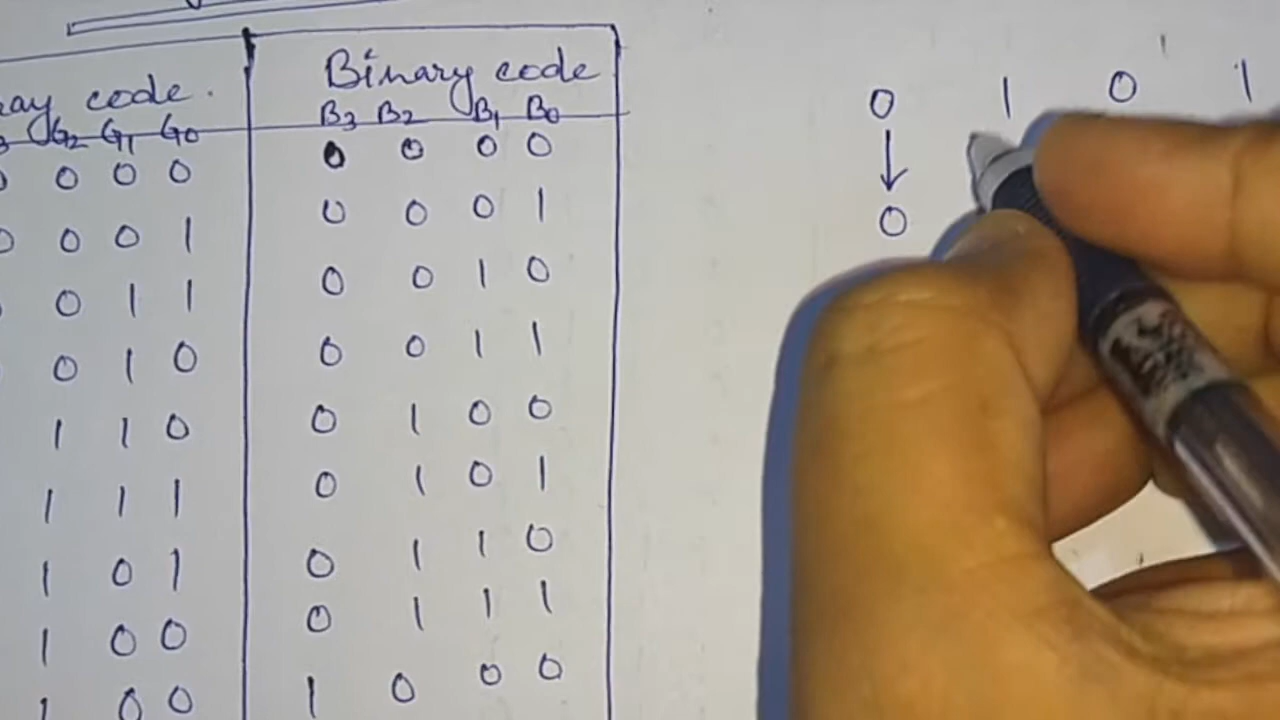 ray code. Binary code
G2 G1 G0 B3 B2 B1 B0
0 0 0 0 0 0 0 0
0 0 0 1 0 0 0 1
0 0 1 1 0 0 1 0
0 1 0 0 0 1 1
1 1 0 0 1 0 0
1 1 1 0 1 0 1
1 0 1 0 1 1 0
1 0 0 0 1 1 1
1 0 0 1 0 0 0
0 1 0 1
0